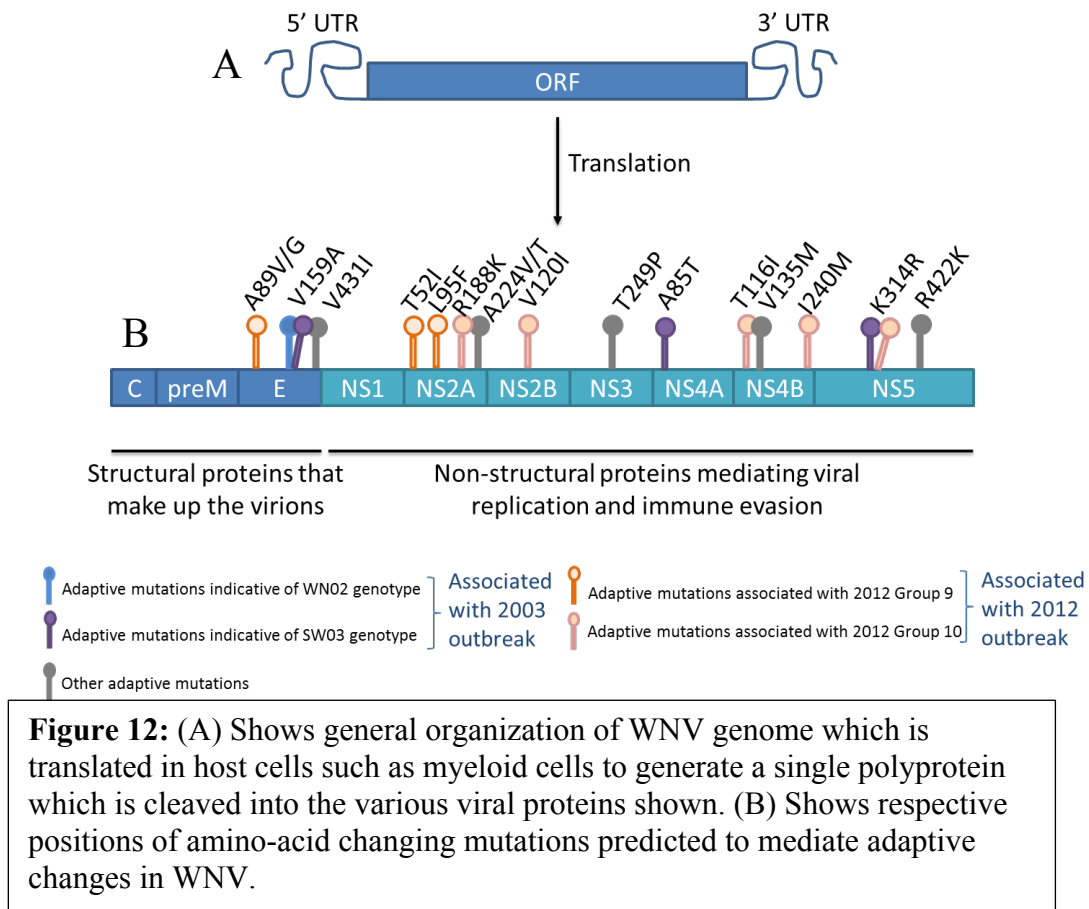 5’ UTR
3’ UTR
A
ORF
Translation
A89V/G
V159A
V431I
T52I
L95F
R188K
A224V/T
V120I
T249P
A85T
T116I
V135M
I240M
K314R
R422K
B
C preM E NS1 NS2A NS2B NS3 NS4A NS4B NS5
Structural proteins that
make up the virions
Non-structural proteins mediating viral
replication and immune evasion
Adaptive mutations indicative of WN02 genotype
Adaptive mutations indicative of SW03 genotype
Associated
with 2003
outbreak
Other adaptive mutations
Adaptive mutations associated with 2012 Group 9
Adaptive mutations associated with 2012 Group 10
Associated
with 2012
outbreak
Figure 12: (A) Shows general organization of WNV genome which is
translated in host cells such as myeloid cells to generate a single polyprotein
which is cleaved into the various viral proteins shown. (B) Shows respective
positions of amino-acid changing mutations predicted to mediate adaptive
changes in WNV.